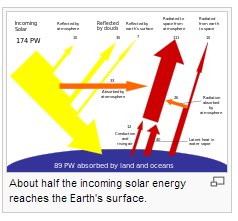 Incoming
Solar
174 PW
Reflected by
atmosphere
10
Reflected
by clouds
35
Reflected by
earth's surface
7
Radiated to
space from
atmosphere
111
Radiated
from earth
to space
10
33
Absorbed by
atmosphere
26
Radiation
absorbed
by
atmosphere
12
Conduction
and
rising air
40
Latent heat in
water vapor
89 PW absorbed by land and oceans
About half the incoming solar energy
reaches the Earth's surface.